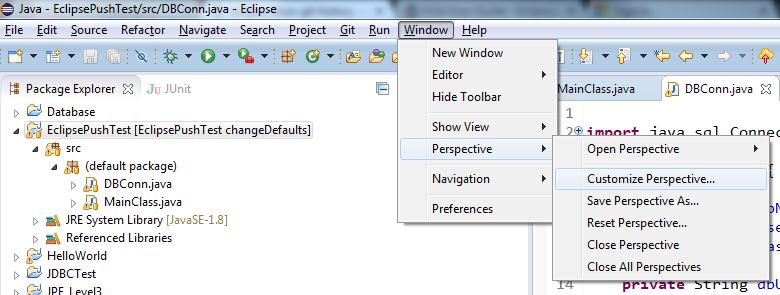 Java - EclipsePushTest/src/DBConn.java - Eclipse
File Edit Source Refactor Navigate Search Project Git Run Window Help
Package Explorer JUnit
Database
EclipsePushTest [EclipsePushTest changeDefaults]
src
(default package)
DBConn.java
MainClass.java
JRE System Library [JavaSE-1.8]
Referenced Libraries
HelloWorld
JDBCTest
JPF_Level3
New Window
Editor
Hide Toolbar
Show View
Perspective
Navigation
Preferences
Open Perspective
Customize Perspective...
Save Perspective As...
Reset Perspective...
Close Perspective
Close All Perspectives
MainClass.java DBConn.java
1
2 import java.sql.Connec
14 private String dbU